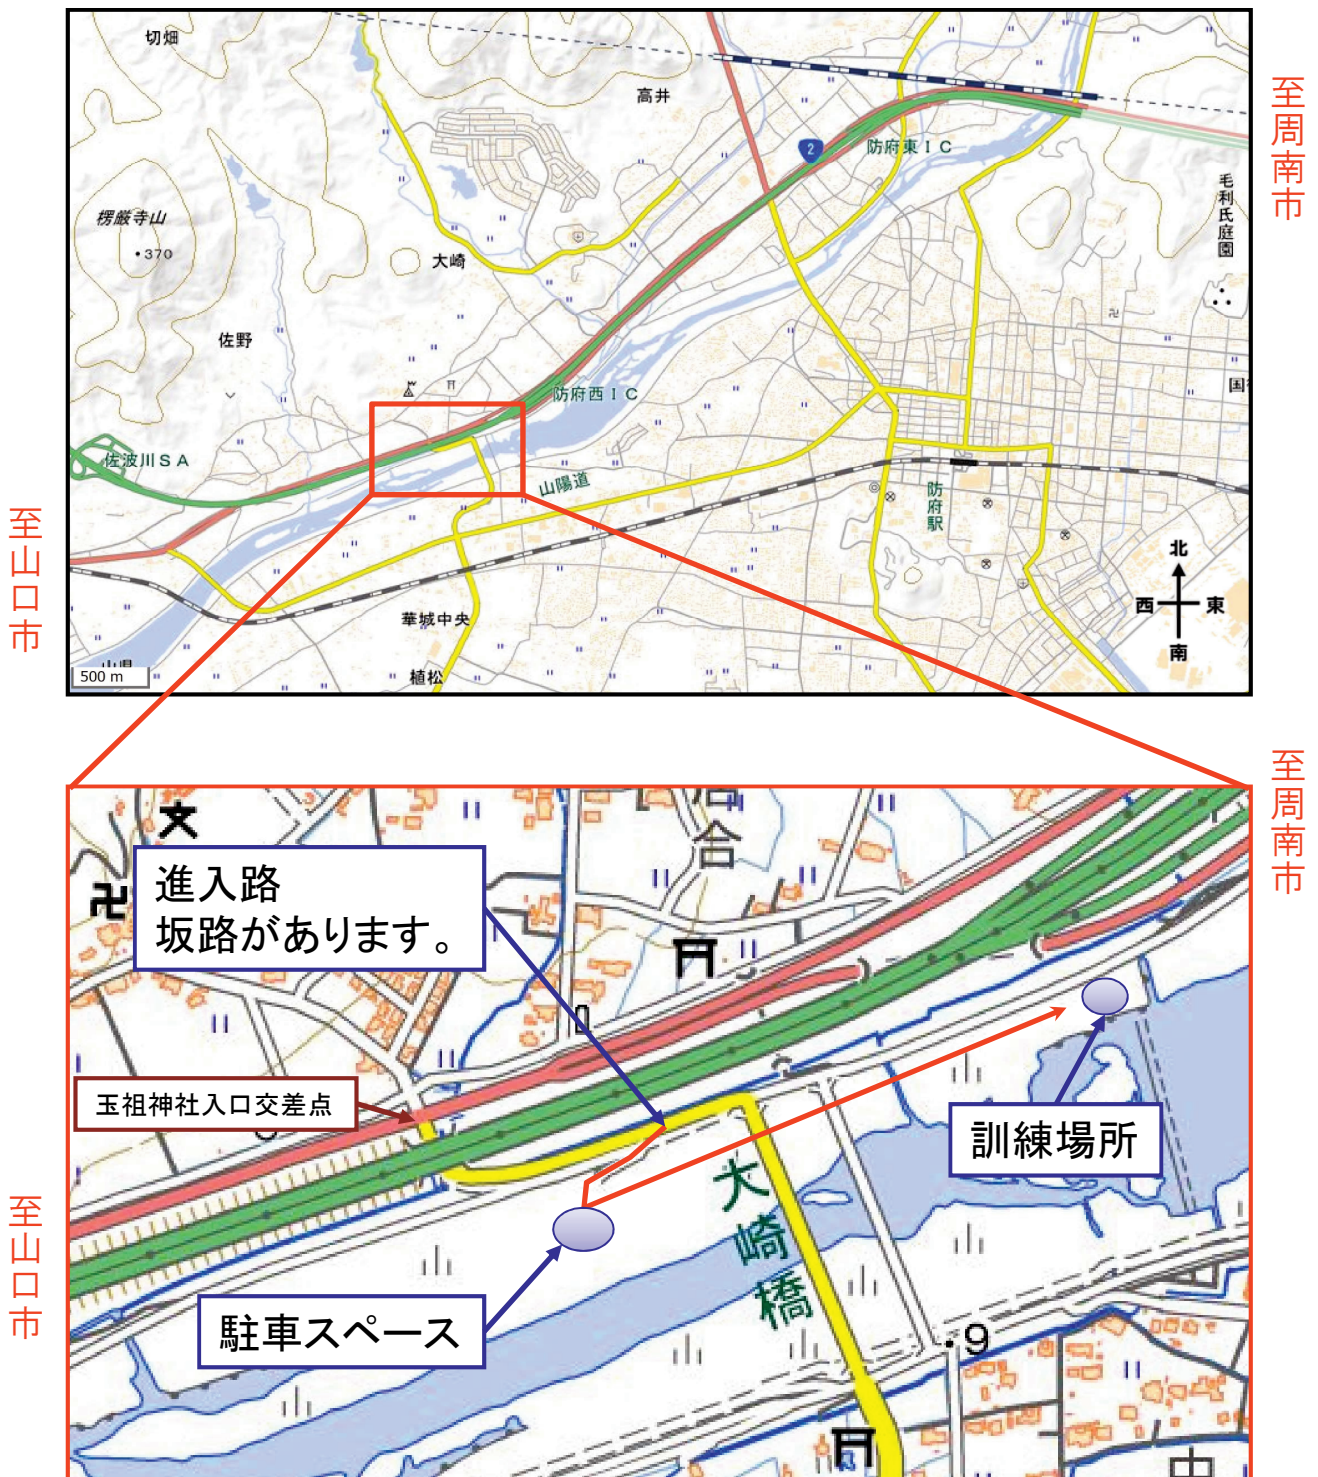 切畑
高井
至周南市
2
防府東IC
毛利氏庭園
楞厳寺山
・370
大崎
佐野
防府西IC
国
佐波川SA
山陽道
防府駅
至山口市
北
西
東
南
華城中央
植松
500 m
至周南市
合
進入路
坂路があります。
玉祖神社入口交差点
訓練場所
大崎橋
至山口市
駐車スペース
・9
中